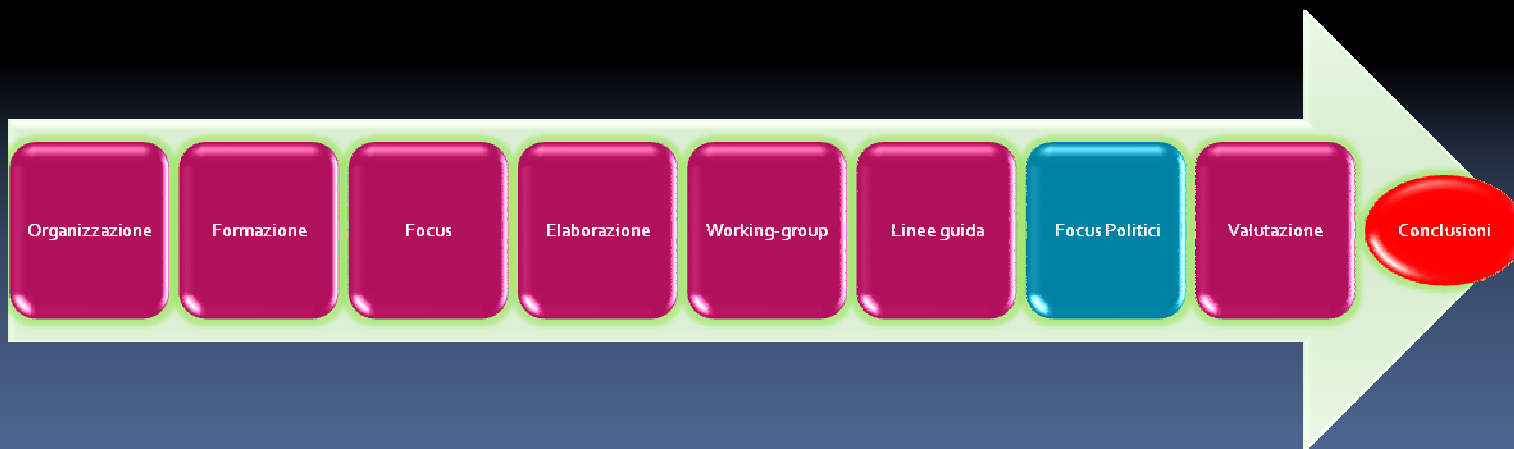 Organizzazione
Formazione
Focus
Elaborazione
Working-group
Linee guida
Focus Politici
Valutazione
Conclusioni